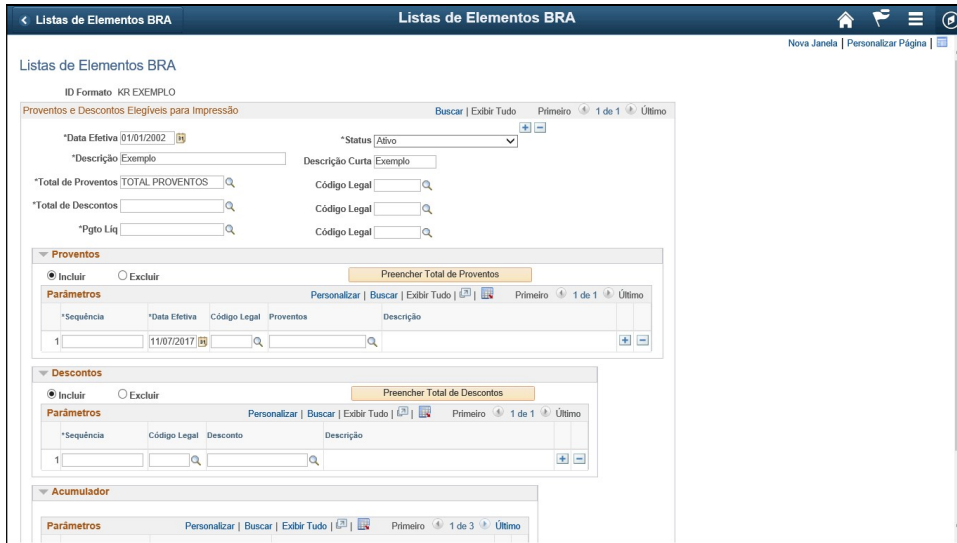 Listas de Elementos BRA
Listas de Elementos BRA
Nova Janela | Personalizar Página |
Listas de Elementos BRA
ID Formato KR EXEMPLO
Proventos e Descontos Elegíveis para Impressão Buscar | Exibir Tudo Primeiro 1 de 1 Último
*Data Efetiva 01/01/2002 *Status Ativo
*Descrição Exemplo Descrição Curta Exemplo
*Total de Proventos TOTAL PROVENTOS Código Legal
*Total de Descontos Código Legal
*Pgto Líq Código Legal
Proventos
Incluir Excluir Preencher Total de Proventos
Parâmetros Personalizar | Buscar | Exibir Tudo | | Primeiro 1 de 1 Último
*Sequência *Data Efetiva Código Legal Proventos Descrição
1 11/07/2017
Descontos
Incluir Excluir Preencher Total de Descontos
Parâmetros Personalizar | Buscar | Exibir Tudo | | Primeiro 1 de 1 Último
*Sequência Código Legal Desconto Descrição
1
Acumulador
Parâmetros Personalizar | Buscar | Exibir Tudo | | Primeiro 1 de 3 Último